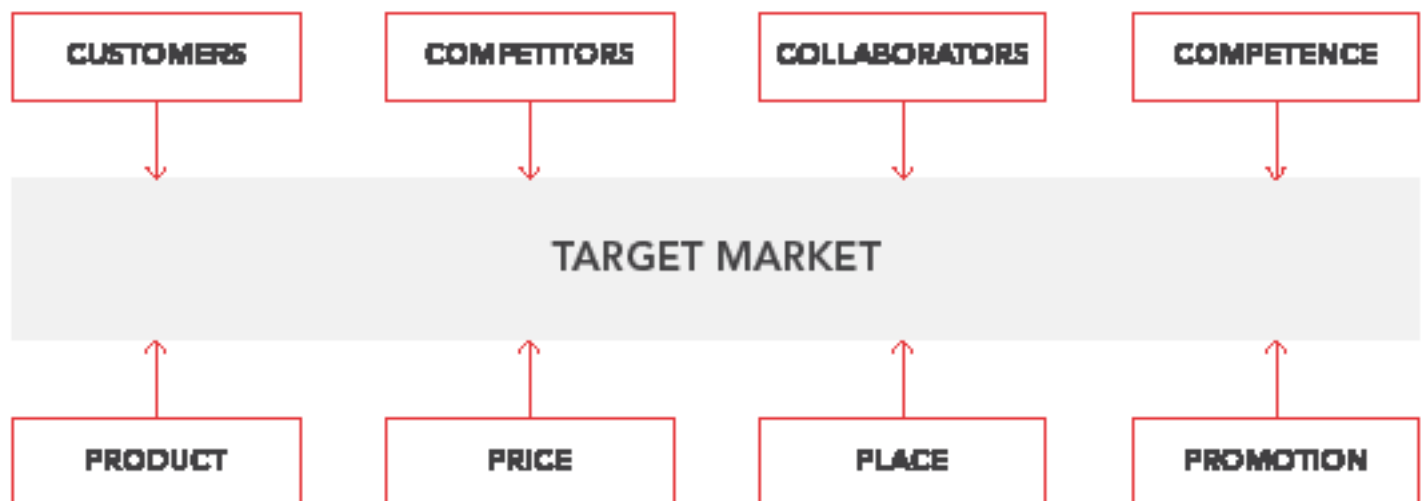 CUSTOMERS
COMPETITORS
COLLABORATORS
COMPETENCE
TARGET MARKET
PRODUCT
PRICE
PLACE
PROMOTION